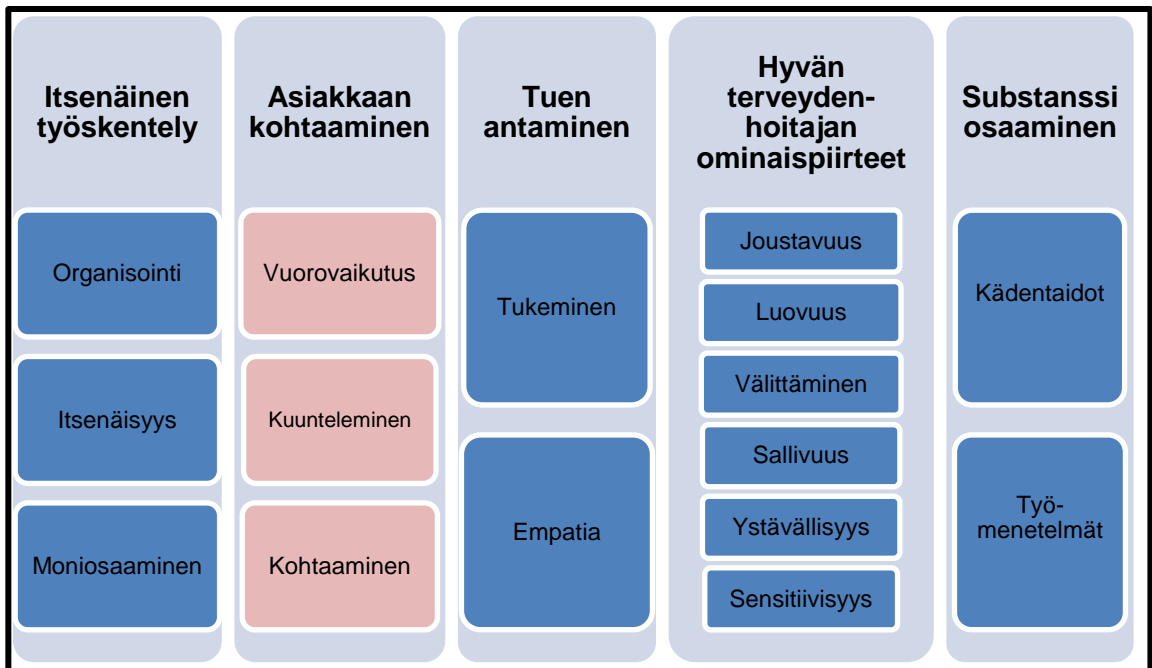 Itsenäinen
työskentely
Organisointi
Itsenäisyys
Moniosaaminen
Asiakkaan
kohtaaminen
Vuorovaikutus
Kuunteleminen
Kohtaaminen
Tuen
antaminen
Tukeminen
Empatia
Hyvän
terveyden-
hoitajan
ominaispiirteet
Joustavuus
Luovuus
Välittäminen
Sallivuus
Ystävällisyys
Sensitiivisyys
Substanssi
osaaminen
Kädentaidot
Työ-
menetelmät